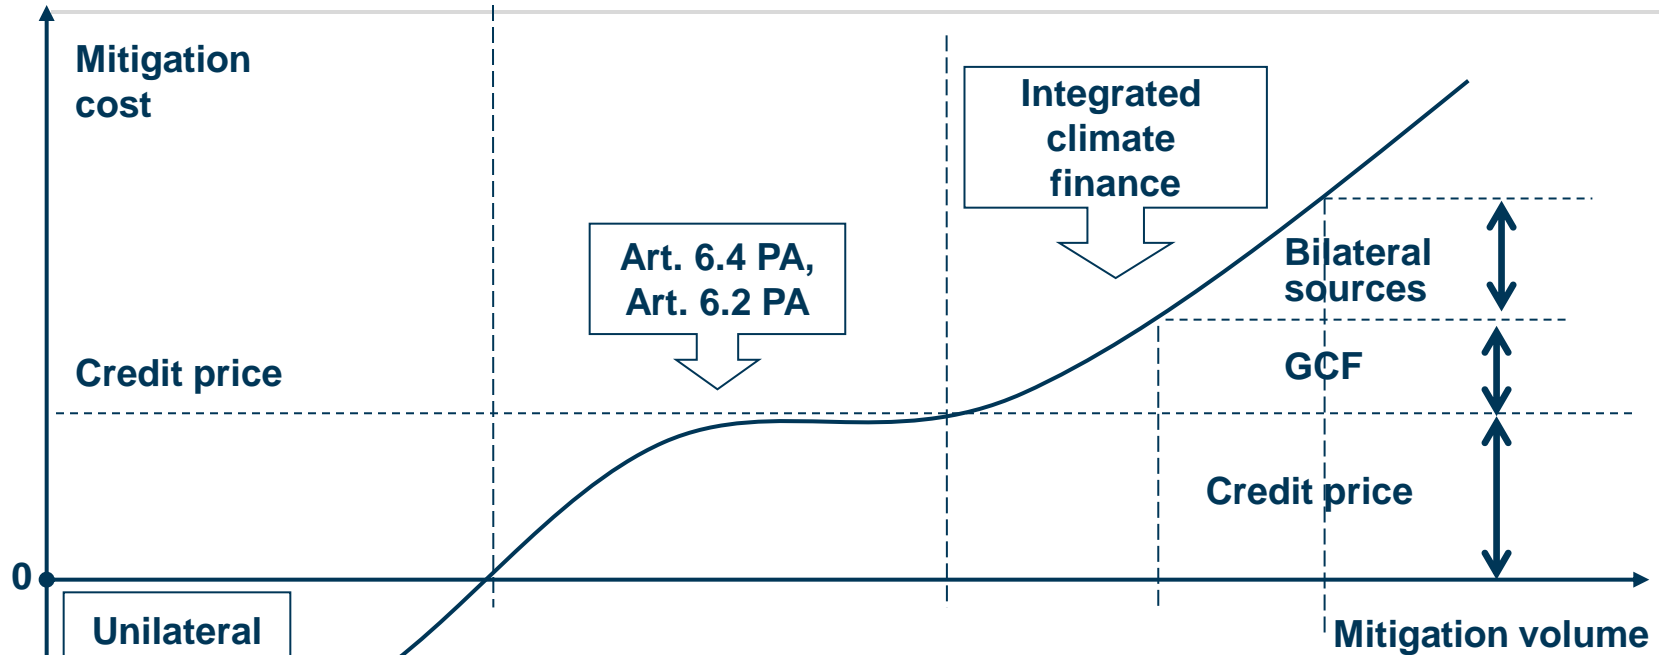 Mitigation
cost
Integrated
climate
finance
Art. 6.4 PA,
Art. 6.2 PA
Bilateral
sources
Credit price
GCF
Credit price
0
Unilateral
Mitigation volume